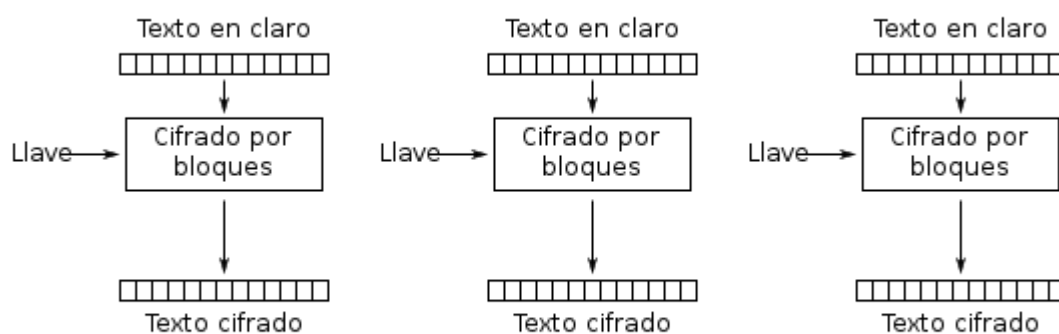 Texto en claro
Texto en claro
Texto en claro
Llave
Cifrado por
bloques
Llave
Cifrado por
bloques
Llave
Cifrado por
bloques
Texto cifrado
Texto cifrado
Texto cifrado